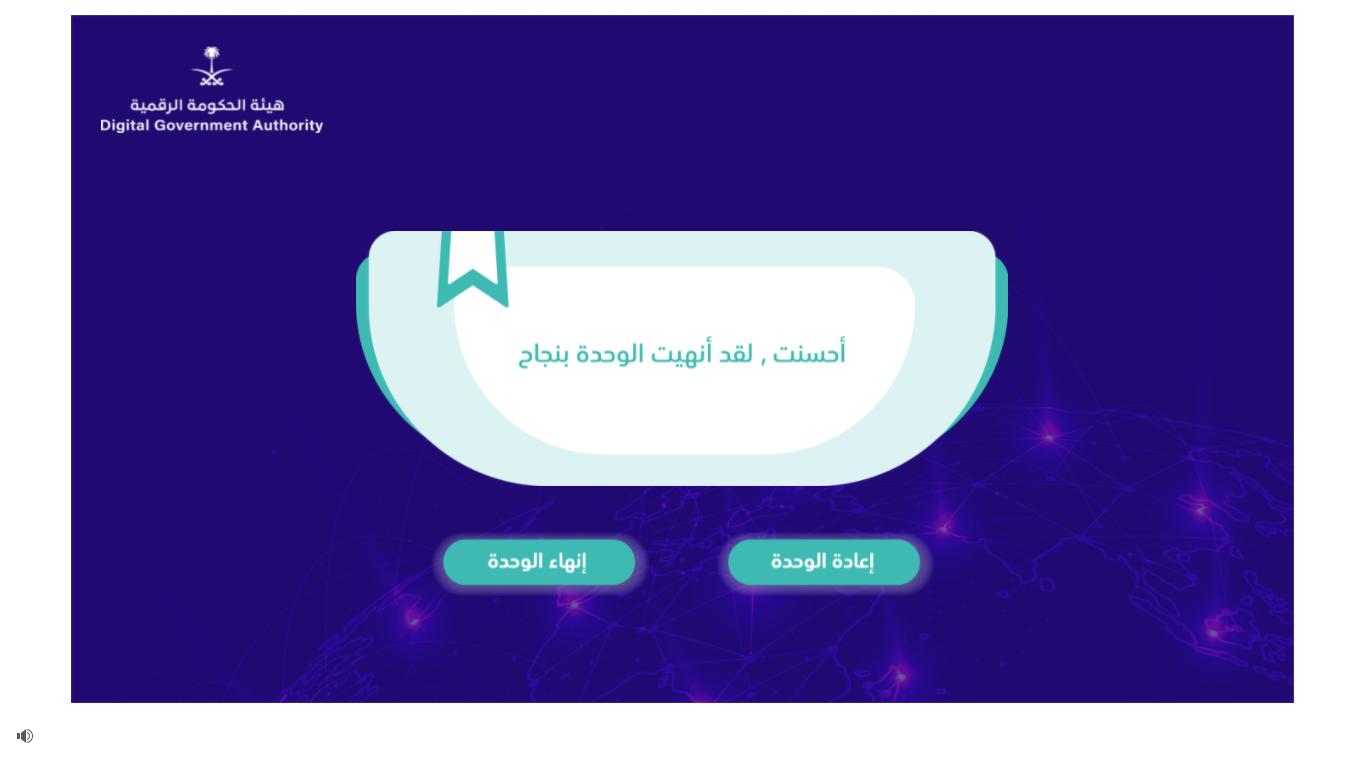 هيئة الحكومة الرقمية
Digital Government Authority
أحسنت , لقد أنهيت الوحدة بنجاح
إعادة الوحدة
إنهاء الوحدة